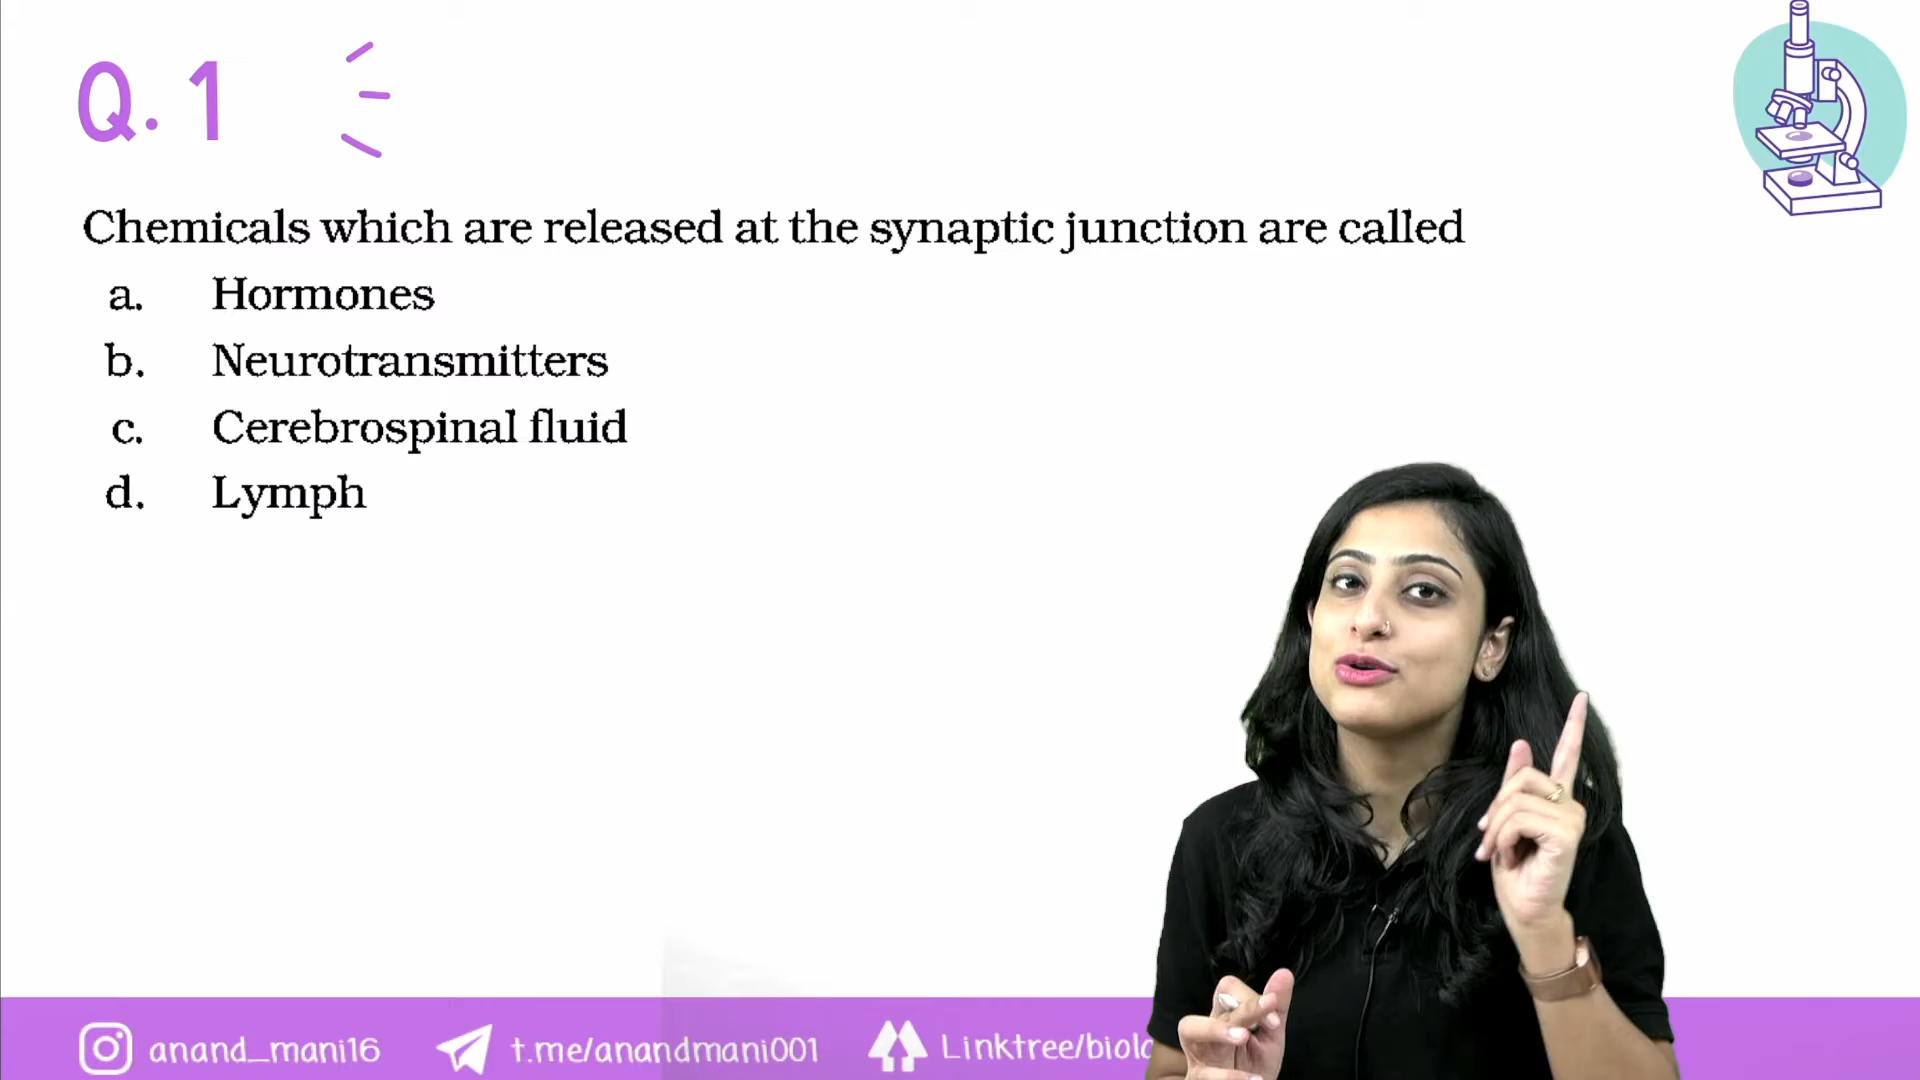 Q. 1
Chemicals which are released at the synaptic junction are called
a. Hormones
b. Neurotransmitters
c. Cerebrospinal fluid
d. Lymph
anand_mani16 t.me/anandmani001 Linktree/biolo